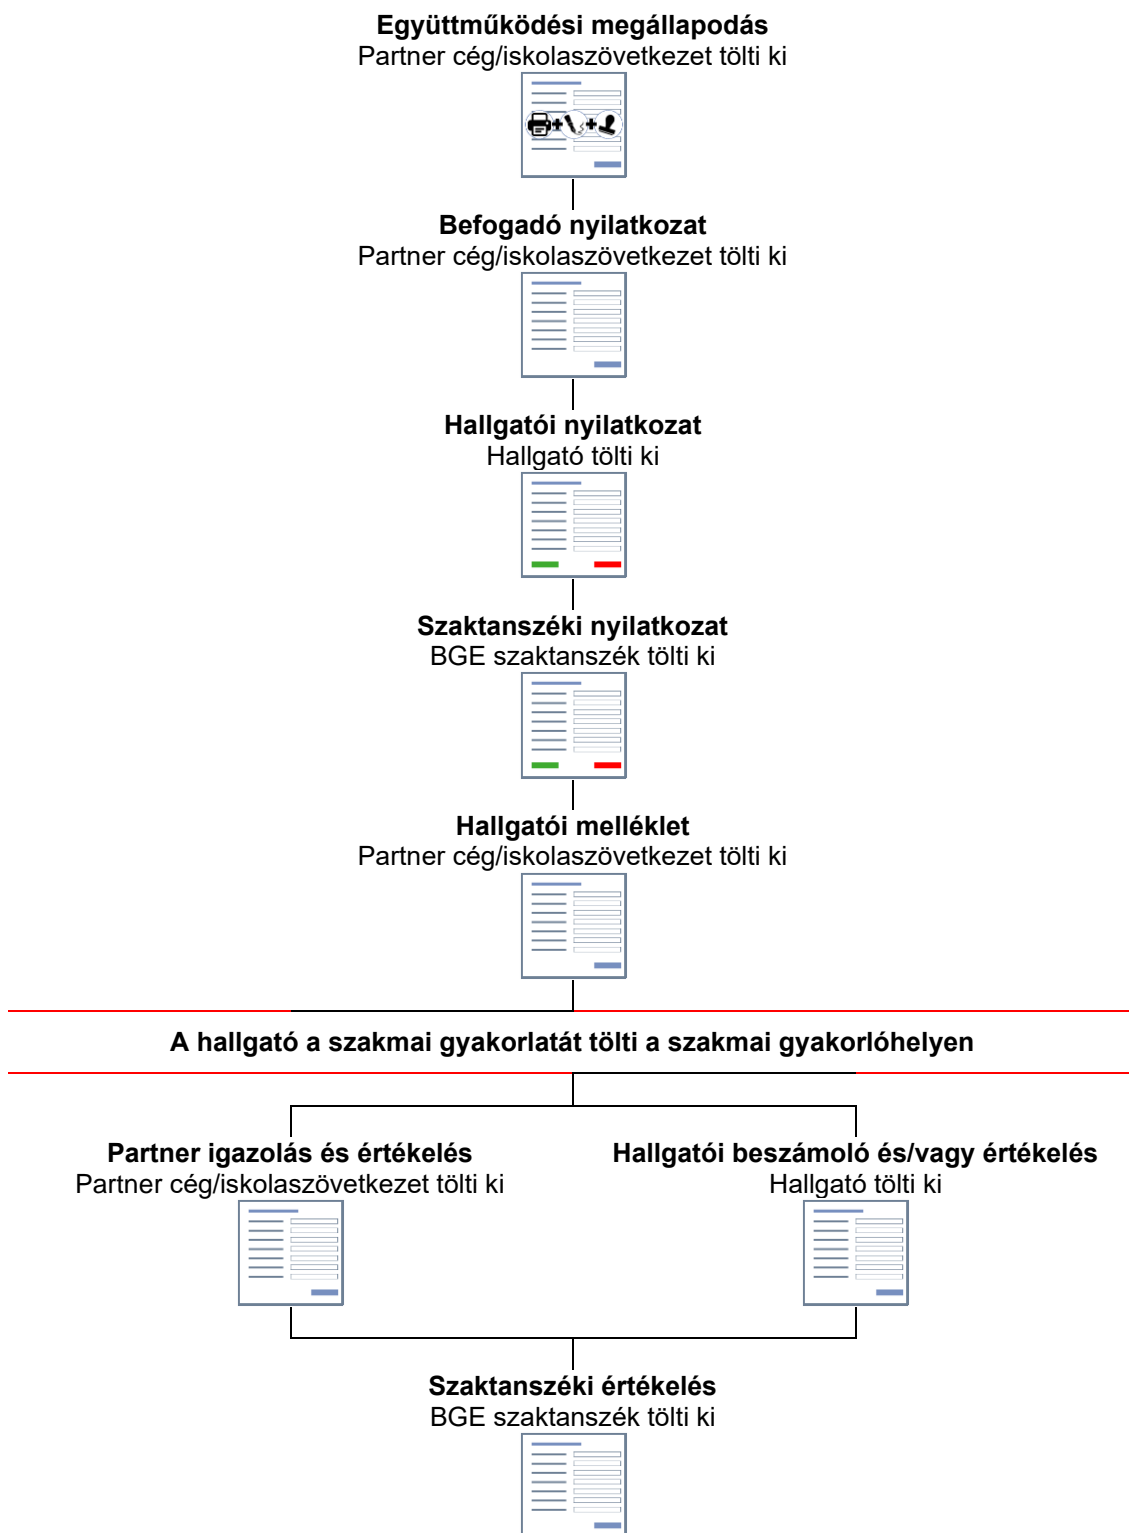 Együttműködési megállapodás
Partner cég/iskolaszövetkezet tölti ki
Befogadó nyilatkozat
Partner cég/iskolaszövetkezet tölti ki
Hallgatói nyilatkozat
Hallgató tölti ki
Szaktanszéki nyilatkozat
BGE szaktanszék tölti ki
Hallgatói melléklet
Partner cég/iskolaszövetkezet tölti ki
A hallgató a szakmai gyakorlatát tölti a szakmai gyakorlóhelyen
Partner igazolás és értékelés
Partner cég/iskolaszövetkezet tölti ki
Hallgatói beszámoló és/vagy értékelés
Hallgató tölti ki
Szaktanszéki értékelés
BGE szaktanszék tölti ki